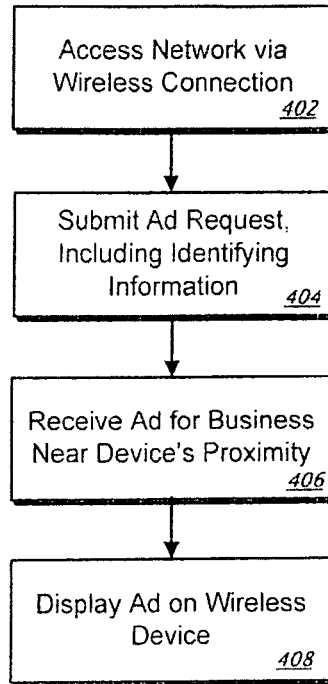 Access Network via
Wireless Connection
402
Submit Ad Request,
Including Identifying
Information
404
Receive Ad for Business
Near Device's Proximity
406
Display Ad on Wireless
Device
408